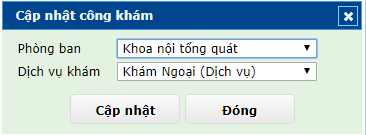 Cập nhật công khám
Phòng ban Khoa nội tổng quát
Dịch vụ khám Khám Ngoại (Dịch vụ)
Cập nhật Đóng